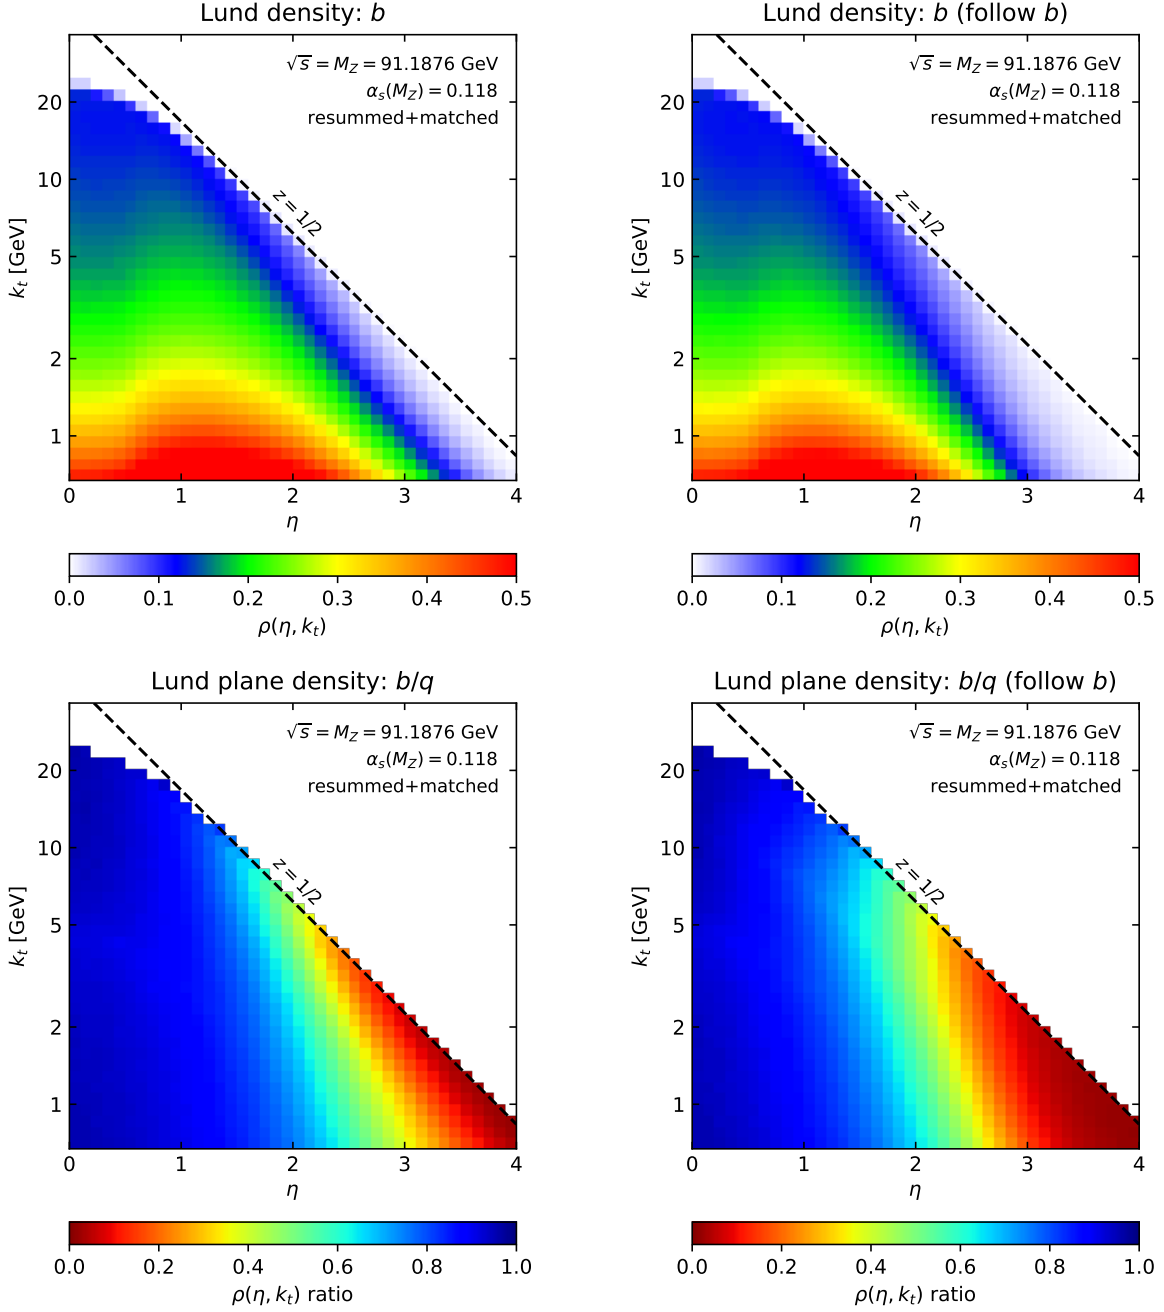 Lund density: b
√s = M_Z = 91.1876 GeV
α_s(M_Z) = 0.118
resummed+matched
z = 1/2
k_t [GeV]
20
10
5
2
1
0 1 2 3 4
η
0.0 0.1 0.2 0.3 0.4 0.5
ρ(η, k_t)
Lund density: b (follow b)
√s = M_Z = 91.1876 GeV
α_s(M_Z) = 0.118
resummed+matched
z = 1/2
k_t [GeV]
20
10
5
2
1
0 1 2 3 4
η
0.0 0.1 0.2 0.3 0.4 0.5
ρ(η, k_t)
Lund plane density: b/q
√s = M_Z = 91.1876 GeV
α_s(M_Z) = 0.118
resummed+matched
z = 1/2
k_t [GeV]
20
10
5
2
1
0 1 2 3 4
η
0.0 0.2 0.4 0.6 0.8 1.0
ρ(η, k_t) ratio
Lund plane density: b/q (follow b)
√s = M_Z = 91.1876 GeV
α_s(M_Z) = 0.118
resummed+matched
z = 1/2
k_t [GeV]
20
10
5
2
1
0 1 2 3 4
η
0.0 0.2 0.4 0.6 0.8 1.0
ρ(η, k_t) ratio